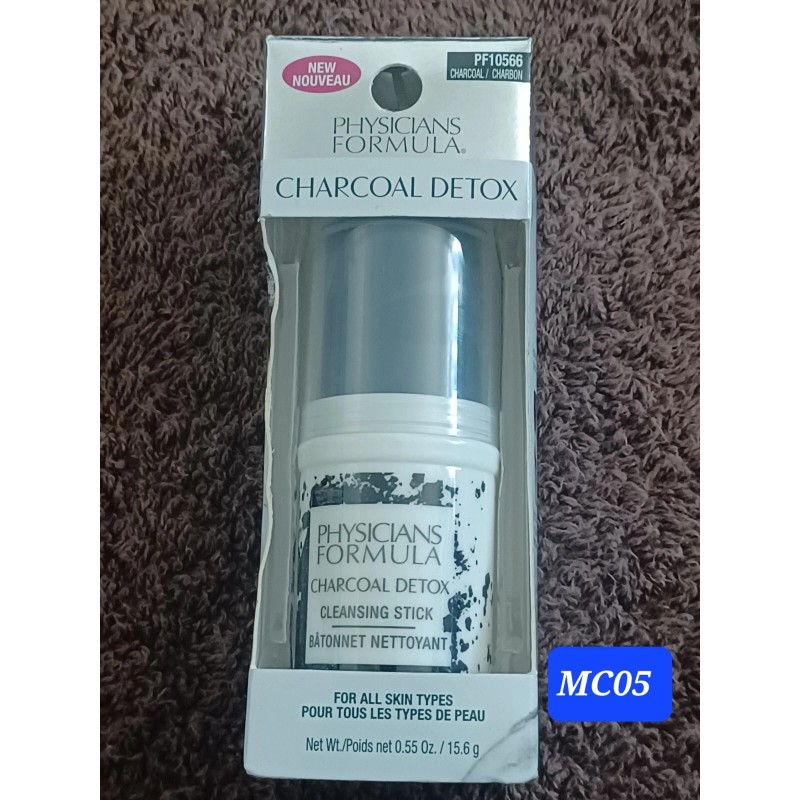 NEW
NOUVEAU
PF10566
CHARCOAL / CHARBON
PHYSICIANS
FORMULA®
CHARCOAL DETOX
PHYSICIANS
FORMULA
CHARCOAL DETOX
CLEANSING STICK
BÂTONNET NETTOYANT
FOR ALL SKIN TYPES
POUR TOUS LES TYPES DE PEAU
Net Wt./Poids net 0.55 Oz. / 15.6 g
MC05